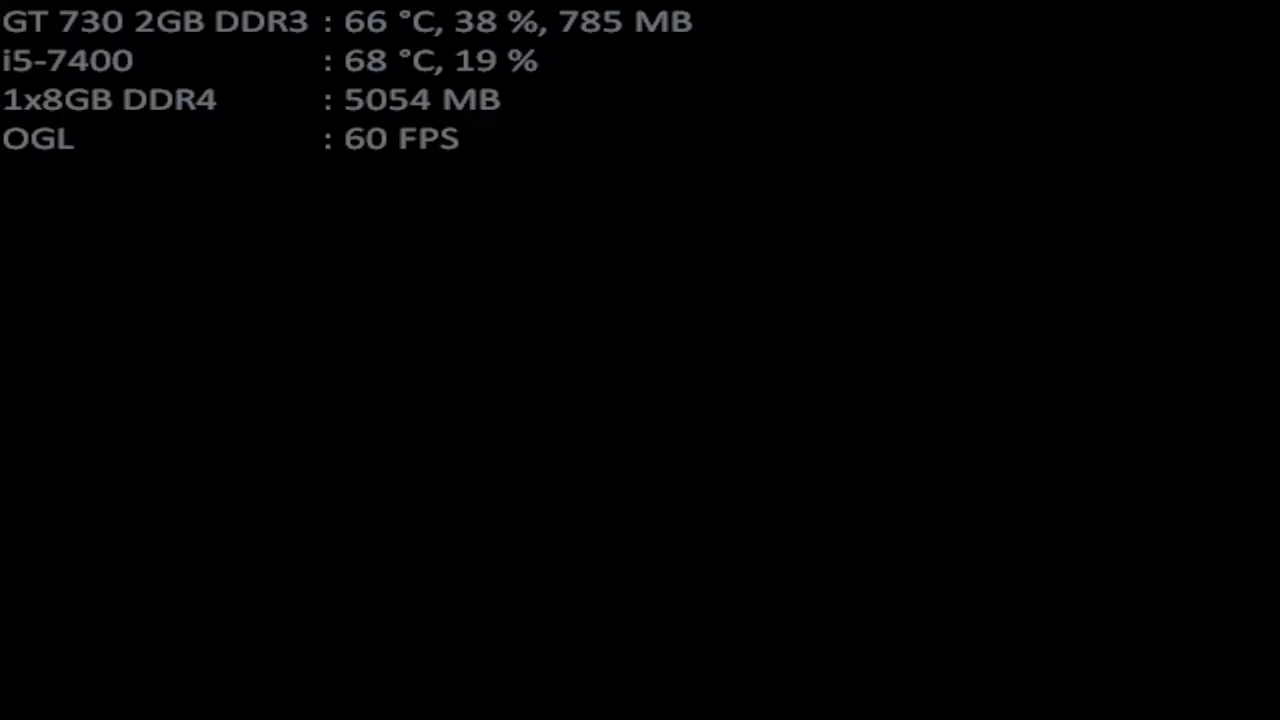 GT 730 2GB DDR3 : 66 °C, 38 %, 785 MB
i5-7400 : 68 °C, 19 %
1x8GB DDR4 : 5054 MB
OGL : 60 FPS